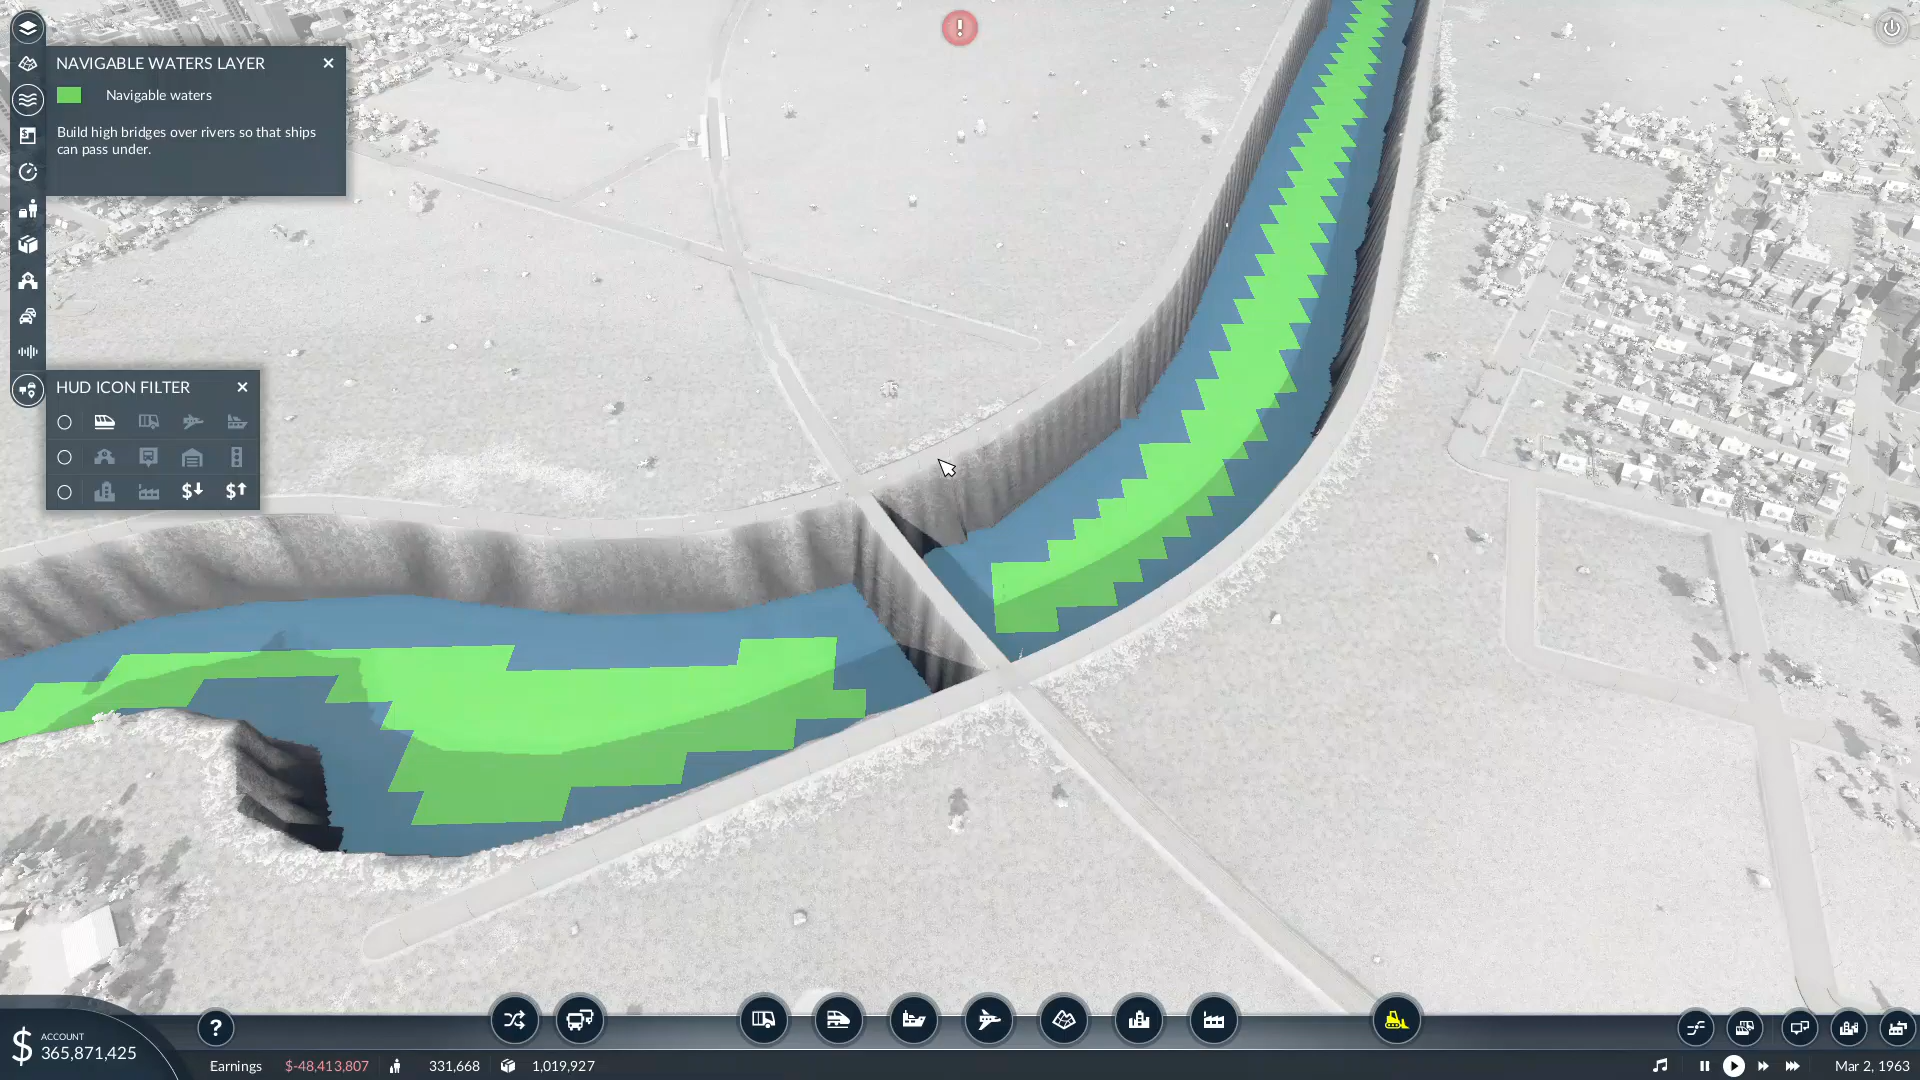 NAVIGABLE WATERS LAYER
Navigable waters
Build high bridges over rivers so that ships
can pass under.
HUD ICON FILTER
ACCOUNT
$ 365,871,425
?
Earnings $-48,413,807 331,668 1,019,927 Mar 2, 1963